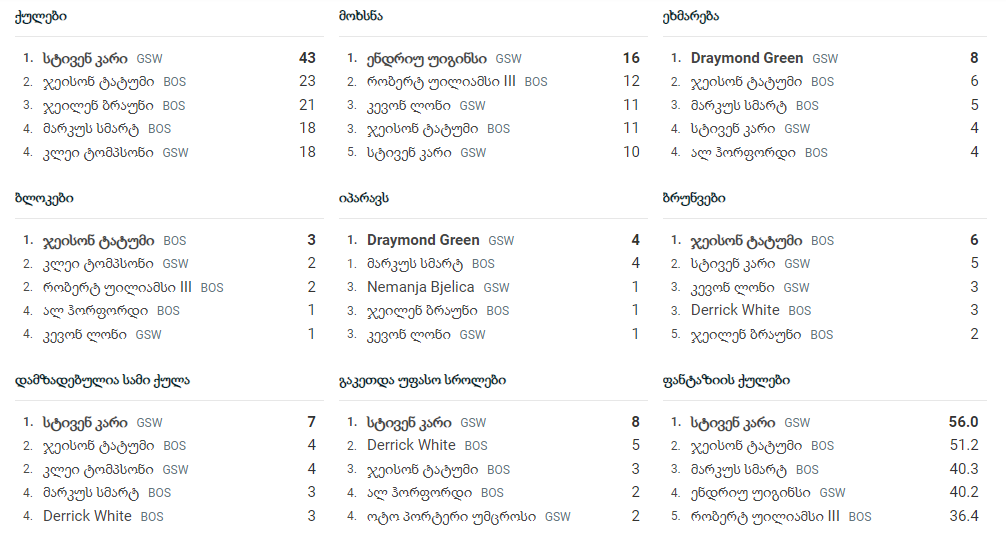 ქულები
1. სტივენ კარი GSW 43
2. ჯეისონ ტატუმი BOS 23
3. ჯეილენ ბრაუნი BOS 21
4. მარკუს სმარტ BOS 18
4. კლეი ტომპსონი GSW 18
მოხსნა
1. ენდრიუ უიგინსი GSW 16
2. რობერტ უილიამსი III BOS 12
3. კევონ ლონი GSW 11
3. ჯეისონ ტატუმი BOS 11
5. სტივენ კარი GSW 10
ეხმარება
1. Draymond Green GSW 8
2. ჯეისონ ტატუმი BOS 6
3. მარკუს სმარტ BOS 5
4. სტივენ კარი GSW 4
4. ალ ჰორფორდი BOS 4
ბლოკები
1. ჯეისონ ტატუმი BOS 3
2. კლეი ტომპსონი GSW 2
2. რობერტ უილიამსი III BOS 2
4. ალ ჰორფორდი BOS 1
4. კევონ ლონი GSW 1
იპარავს
1. Draymond Green GSW 4
1. მარკუს სმარტ BOS 4
3. Nemanja Bjelica GSW 1
3. ჯეილენ ბრაუნი BOS 1
3. კევონ ლონი GSW 1
ბრუნვები
1. ჯეისონ ტატუმი BOS 6
2. სტივენ კარი GSW 5
3. კევონ ლონი GSW 3
3. Derrick White BOS 3
5. ჯეილენ ბრაუნი BOS 2
დამზადებულია სამი ქულა
1. სტივენ კარი GSW 7
2. ჯეისონ ტატუმი BOS 4
2. კლეი ტომპსონი GSW 4
4. მარკუს სმარტ BOS 3
4. Derrick White BOS 3
გაკეთდა უფასო სროლები
1. სტივენ კარი GSW 8
2. Derrick White BOS 5
3. ჯეისონ ტატუმი BOS 3
4. ალ ჰორფორდი BOS 2
4. ოტო პორტერი უმცროსი GSW 2
ფანტაზიის ქულები
1. სტივენ კარი GSW 56.0
2. ჯეისონ ტატუმი BOS 51.2
3. მარკუს სმარტ BOS 40.3
4. ენდრიუ უიგინსი GSW 40.2
5. რობერტ უილიამსი III BOS 36.4